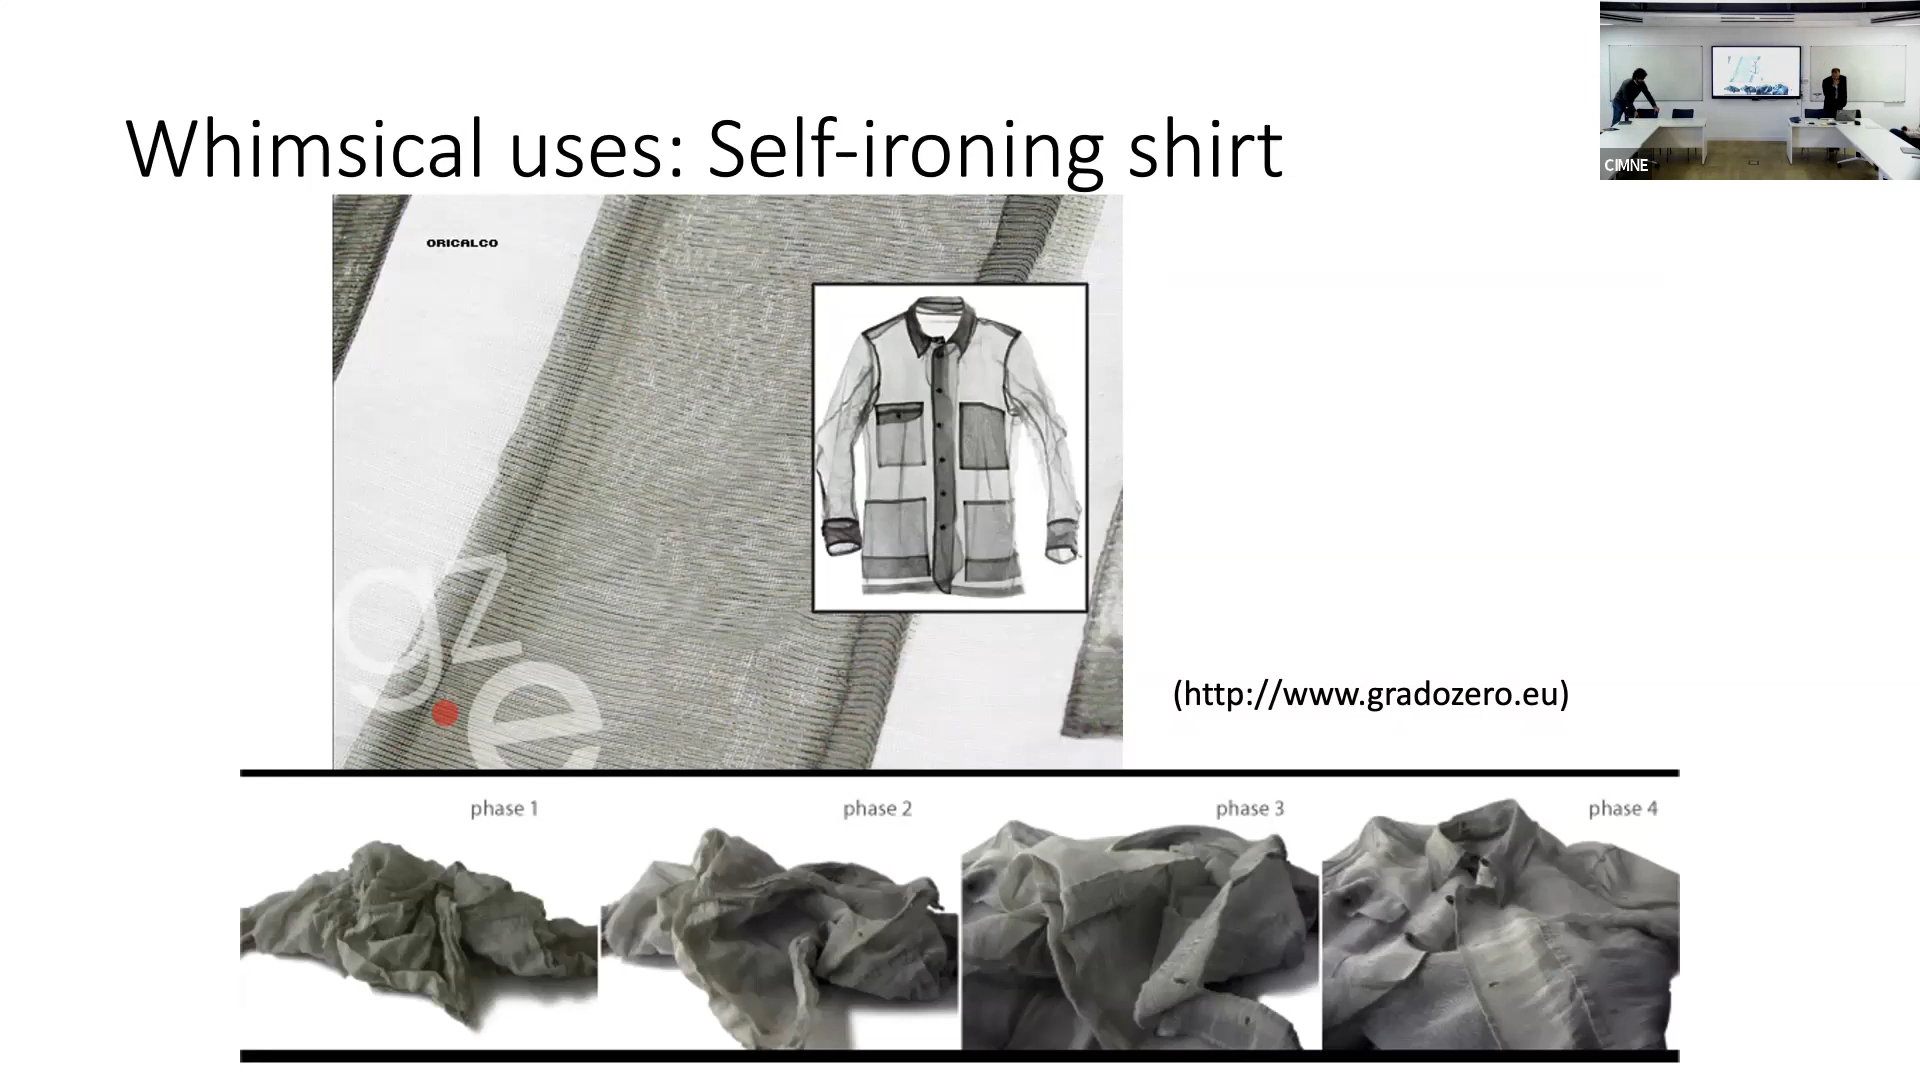 Whimsical uses: Self-ironing shirt
CIMNE
ORICALCO
gze
(http://www.gradozero.eu)
phase 1
phase 2
phase 3
phase 4